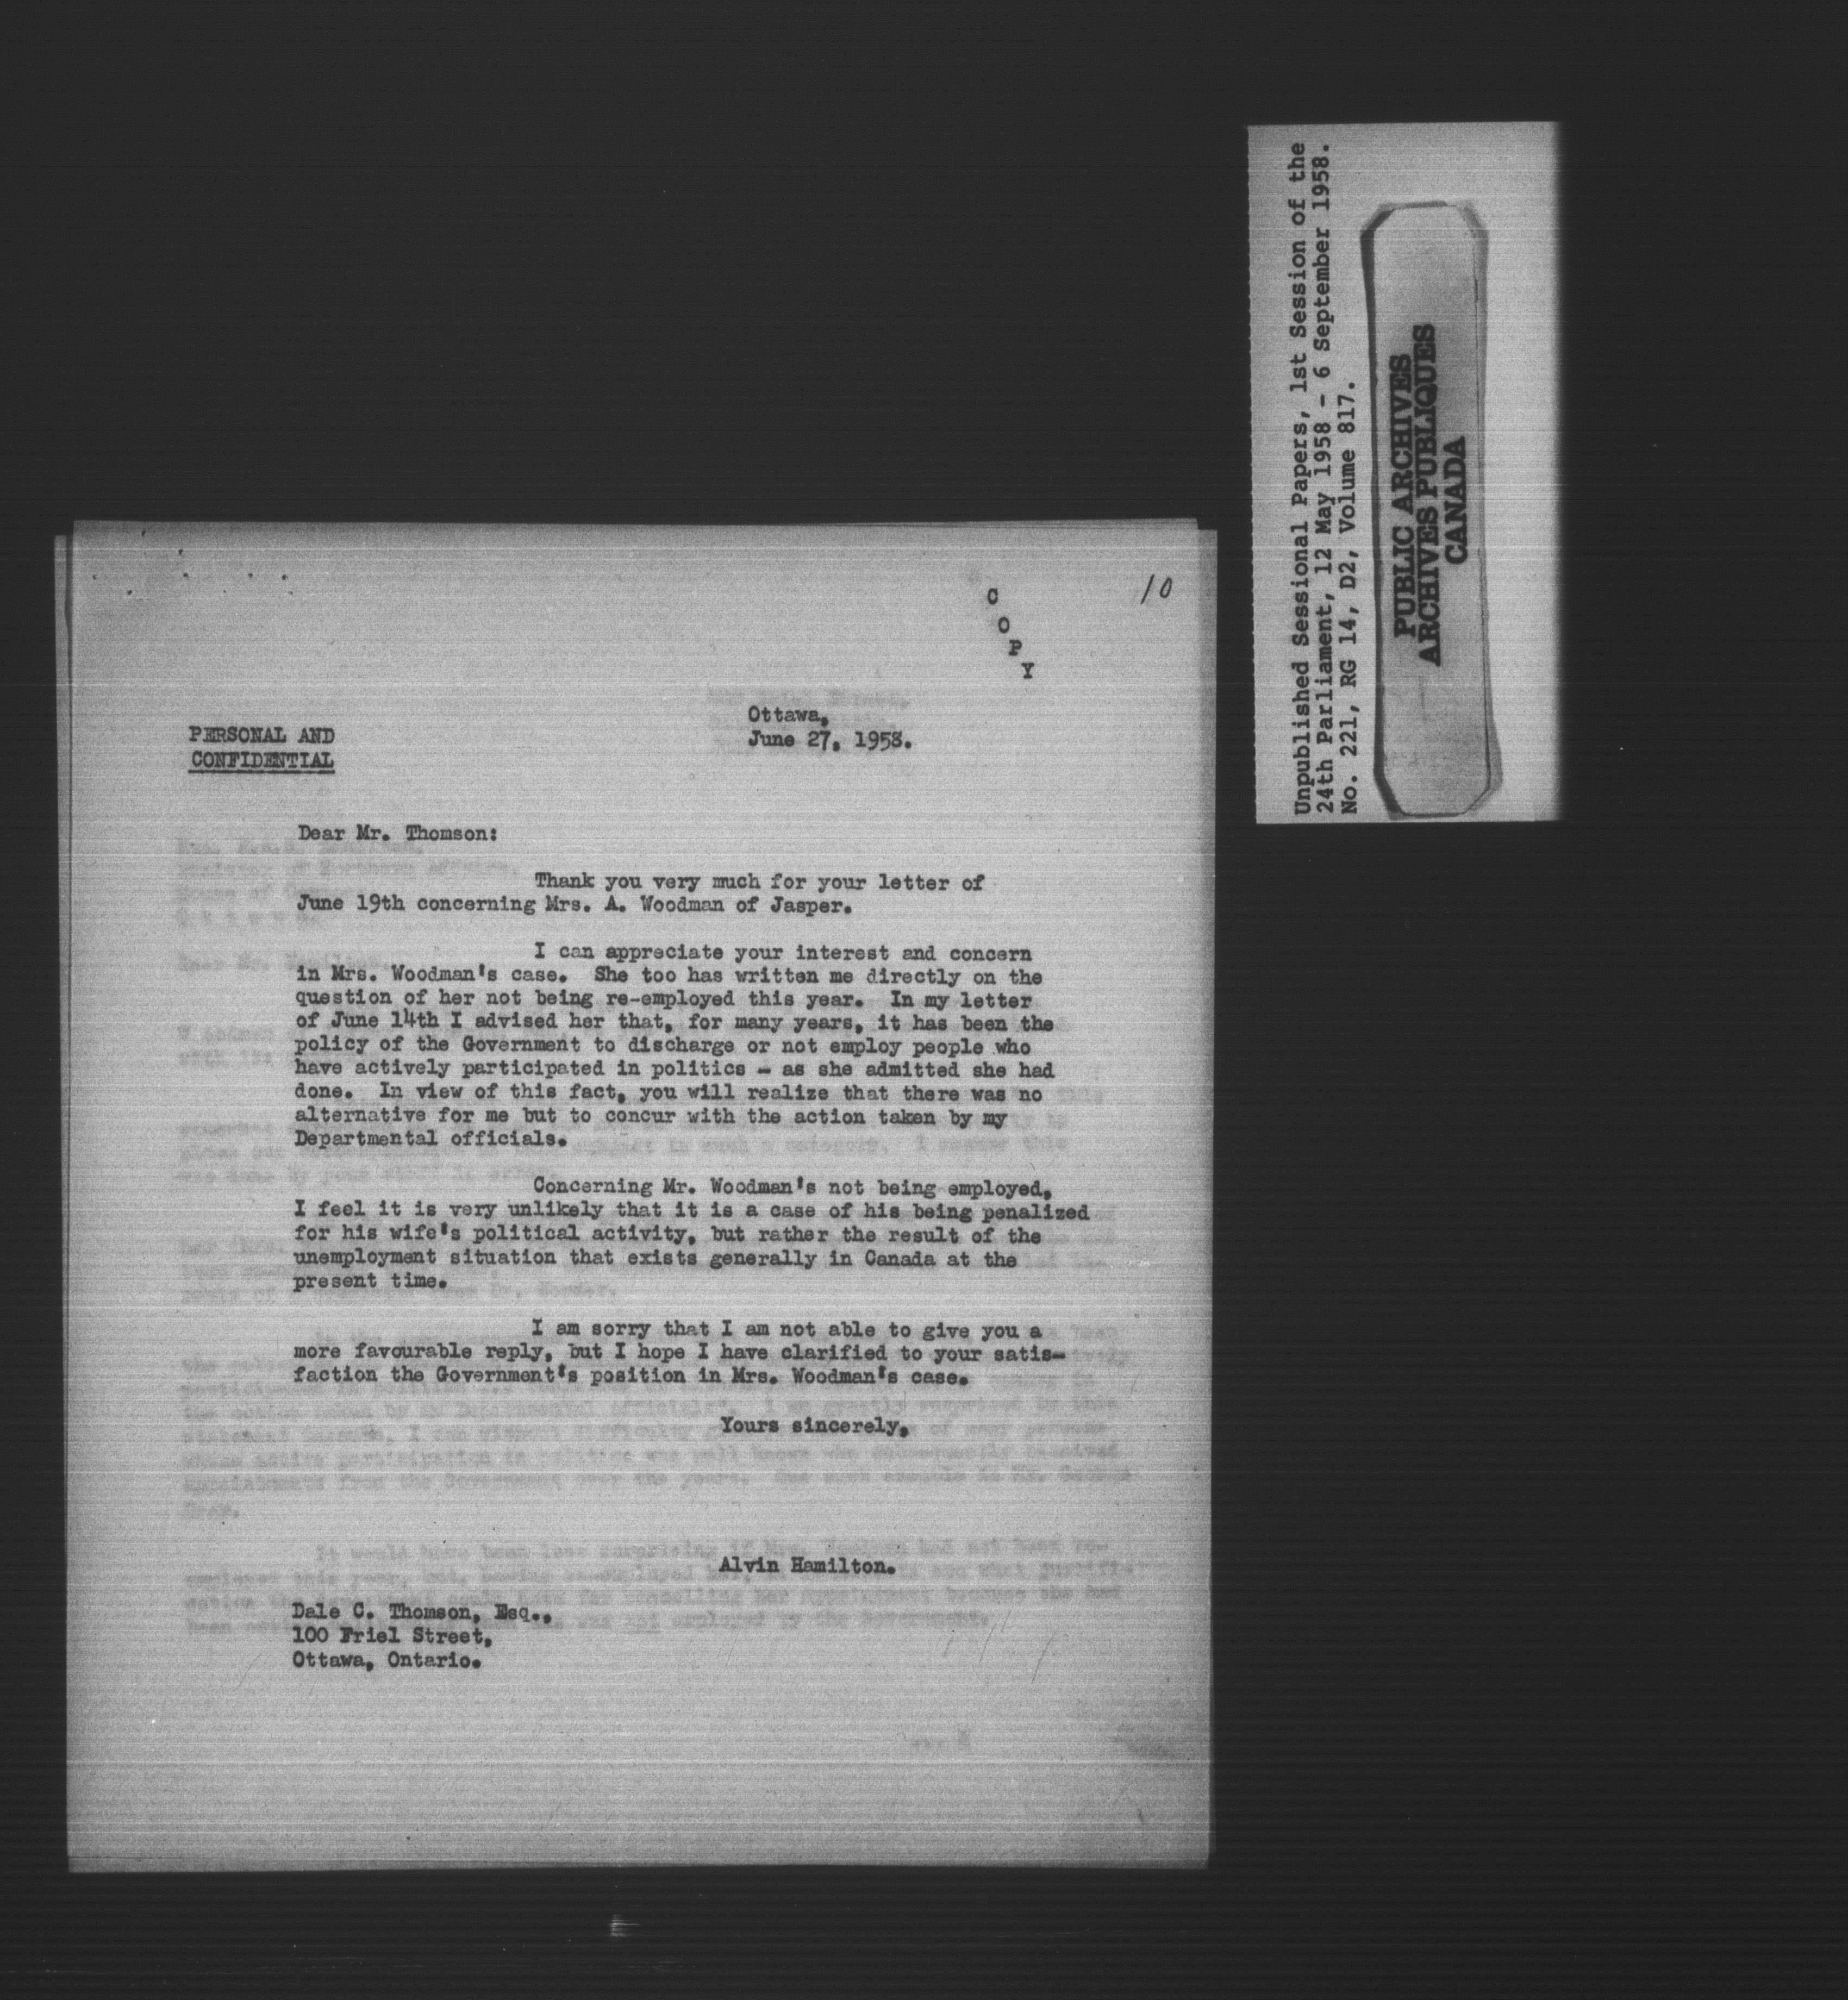 10
C
O
P
Y
Ottawa,
June 27, 1958.
PERSONAL AND
CONFIDENTIAL
Dear Mr. Thomson:
Thank you very much for your letter of
June 19th concerning Mrs. A. Woodman of Jasper.
I can appreciate your interest and concern
in Mrs. Woodman's case. She too has written me directly on the
question of her not being re-employed this year. In my letter
of June 14th I advised her that, for many years, it has been the
policy of the Government to discharge or not employ people who
have actively participated in politics - as she admitted she had
done. In view of this fact, you will realize that there was no
alternative for me but to concur with the action taken by my
Departmental officials.
Concerning Mr. Woodman's not being employed,
I feel it is very unlikely that it is a case of his being penalized
for his wife's political activity, but rather the result of the
unemployment situation that exists generally in Canada at the
present time.
I am sorry that I am not able to give you a
more favourable reply, but I hope I have clarified to your satis-
faction the Government's position in Mrs. Woodman's case.
Yours sincerely,
Alvin Hamilton.
Dale C. Thomson, Esq.,
100 Friel Street,
Ottawa, Ontario.
Unpublished Sessional Papers, 1st Session of the
24th Parliament, 12 May 1958 - 6 September 1958.
No. 221, RG 14, D2, Volume 817.
PUBLIC ARCHIVES
ARCHIVES PUBLIQUES
CANADA